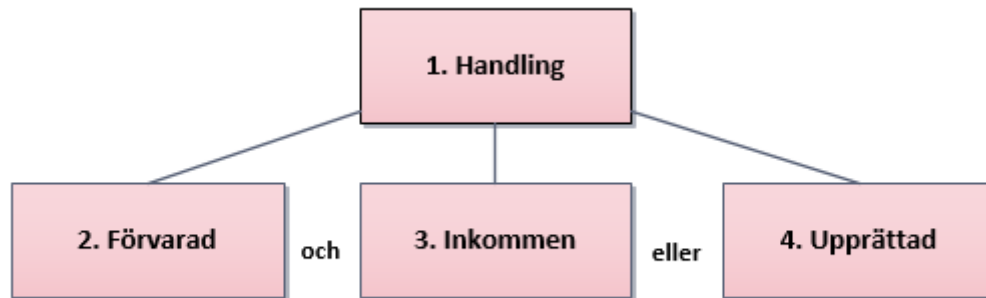 1. Handling
2. Förvarad och 3. Inkommen eller 4. Upprättad